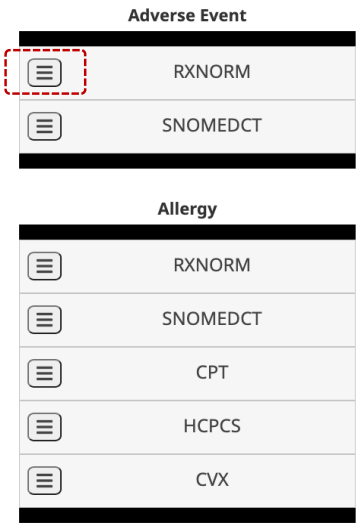 Adverse Event
RXNORM
SNOMEDCT
Allergy
RXNORM
SNOMEDCT
CPT
HCPCS
CVX